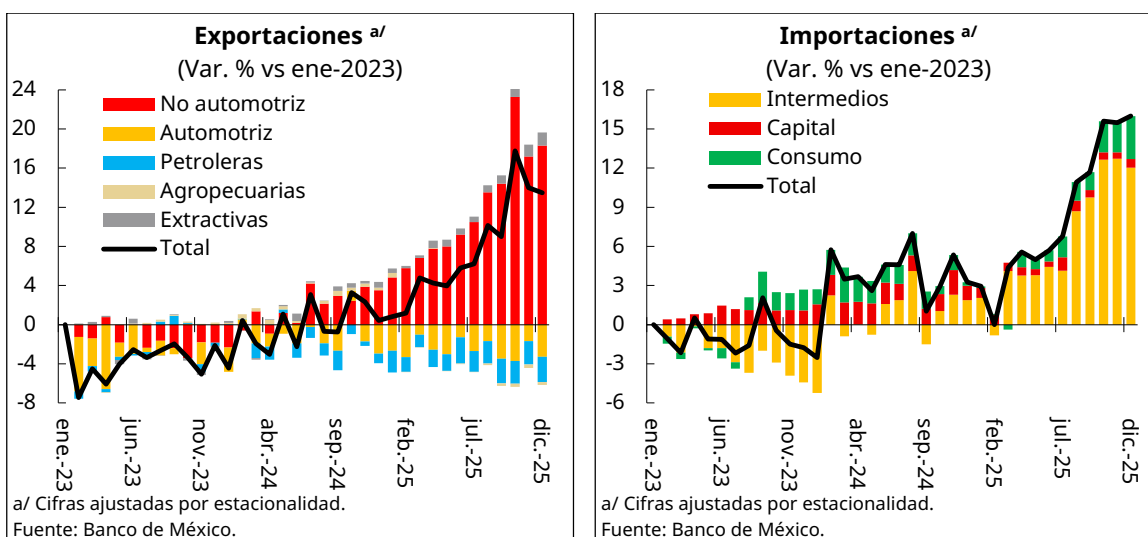 Exportaciones a/
(Var. % vs ene-2023)
24
20
16
12
8
4
0
-4
-8
No automotriz
Automotriz
Petroleras
Agropecuarias
Extractivas
Total
ene.-23
jun.-23
nov.-23
abr.-24
sep.-24
feb.-25
jul.-25
dic.-25
a/ Cifras ajustadas por estacionalidad.
Fuente: Banco de México.
Importaciones a/
(Var. % vs ene-2023)
18
15
12
9
6
3
0
-3
-6
Intermedios
Capital
Consumo
Total
ene.-23
jun.-23
nov.-23
abr.-24
sep.-24
feb.-25
jul.-25
dic.-25
a/ Cifras ajustadas por estacionalidad.
Fuente: Banco de México.